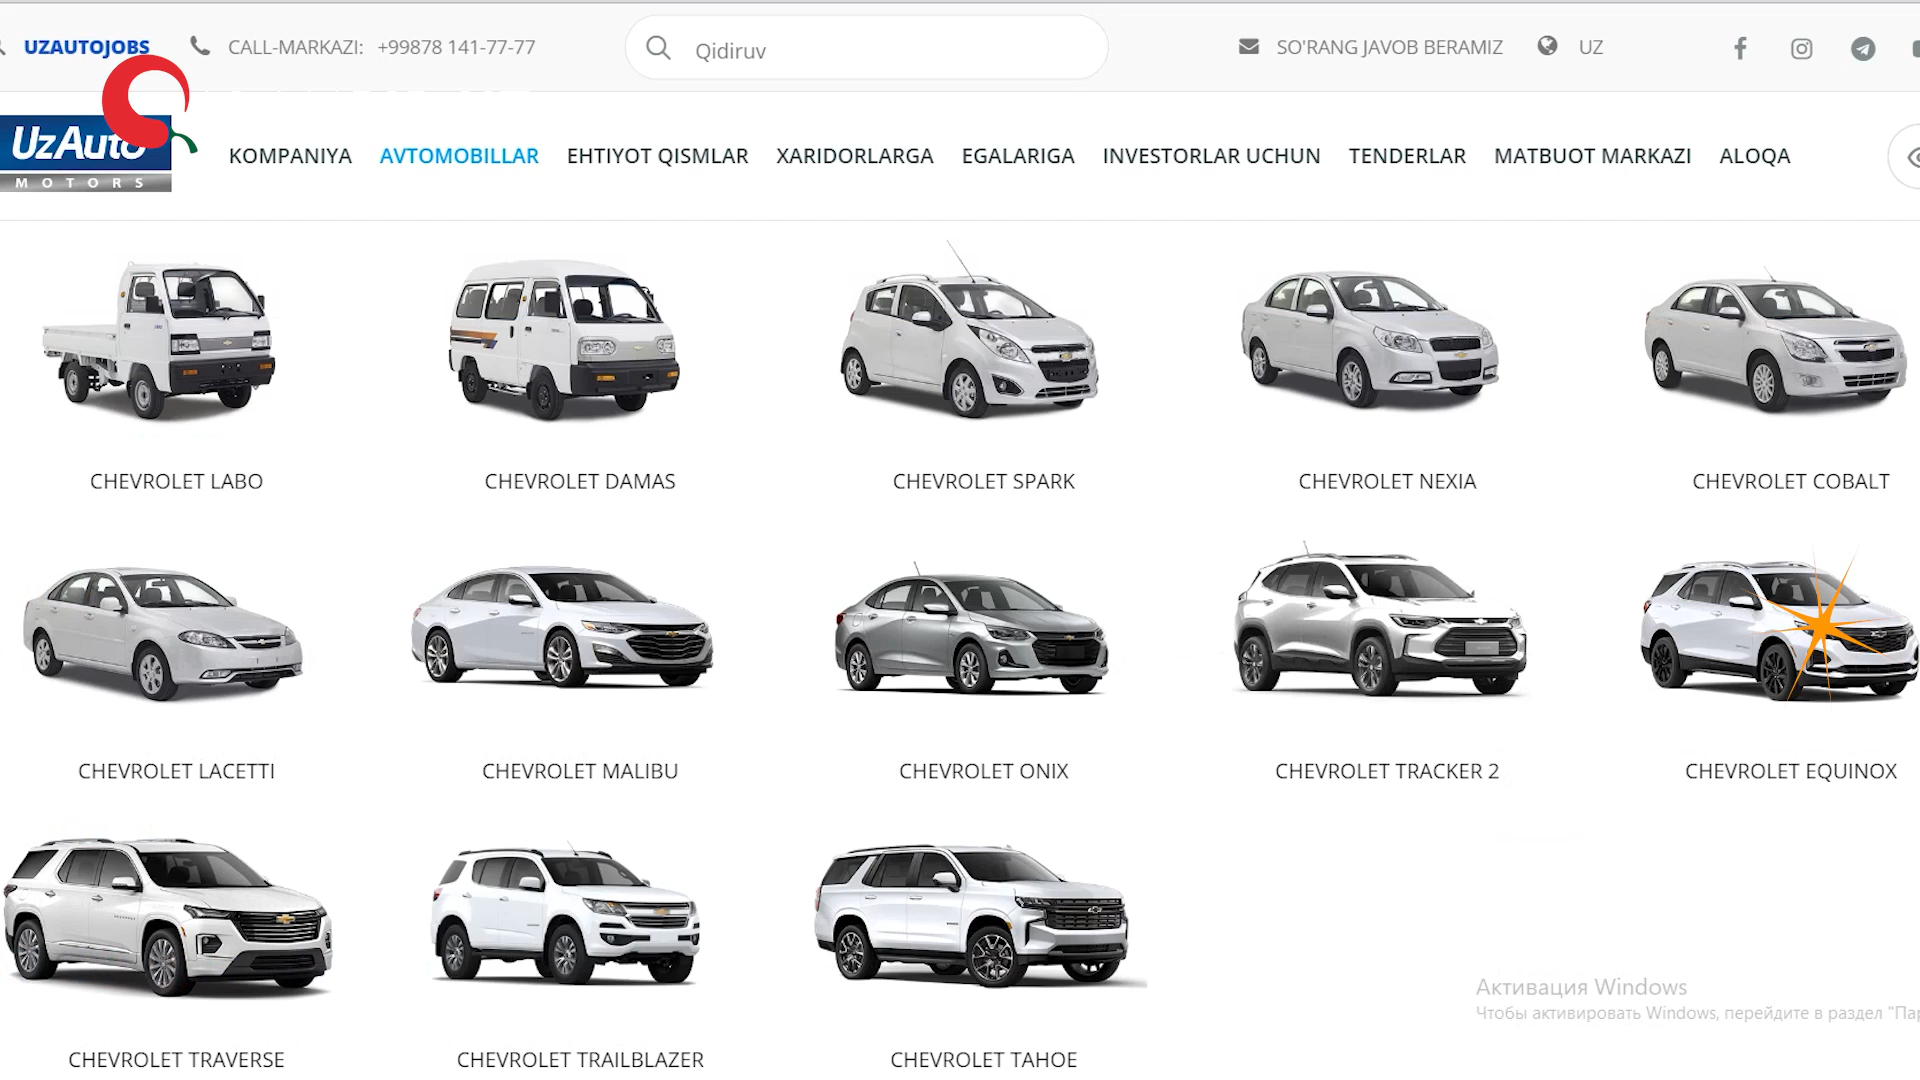 UZAUTOJOBS
CALL-MARKAZI: +99878 141-77-77
Qidiruv
SO'RANG JAVOB BERAMIZ
UZ
UzAuto
MOTORS
KOMPANIYA AVTOMOBILLAR EHTIYOT QISMLAR XARIDORLARGA EGALARIGA INVESTORLAR UCHUN TENDERLAR MATBUOT MARKAZI ALOQA
CHEVROLET LABO CHEVROLET DAMAS CHEVROLET SPARK CHEVROLET NEXIA CHEVROLET COBALT
CHEVROLET LACETTI CHEVROLET MALIBU CHEVROLET ONIX CHEVROLET TRACKER 2 CHEVROLET EQUINOX
CHEVROLET TRAVERSE CHEVROLET TRAILBLAZER CHEVROLET TAHOE
Активация Windows
Чтобы активировать Windows, перейдите в раздел "Пар